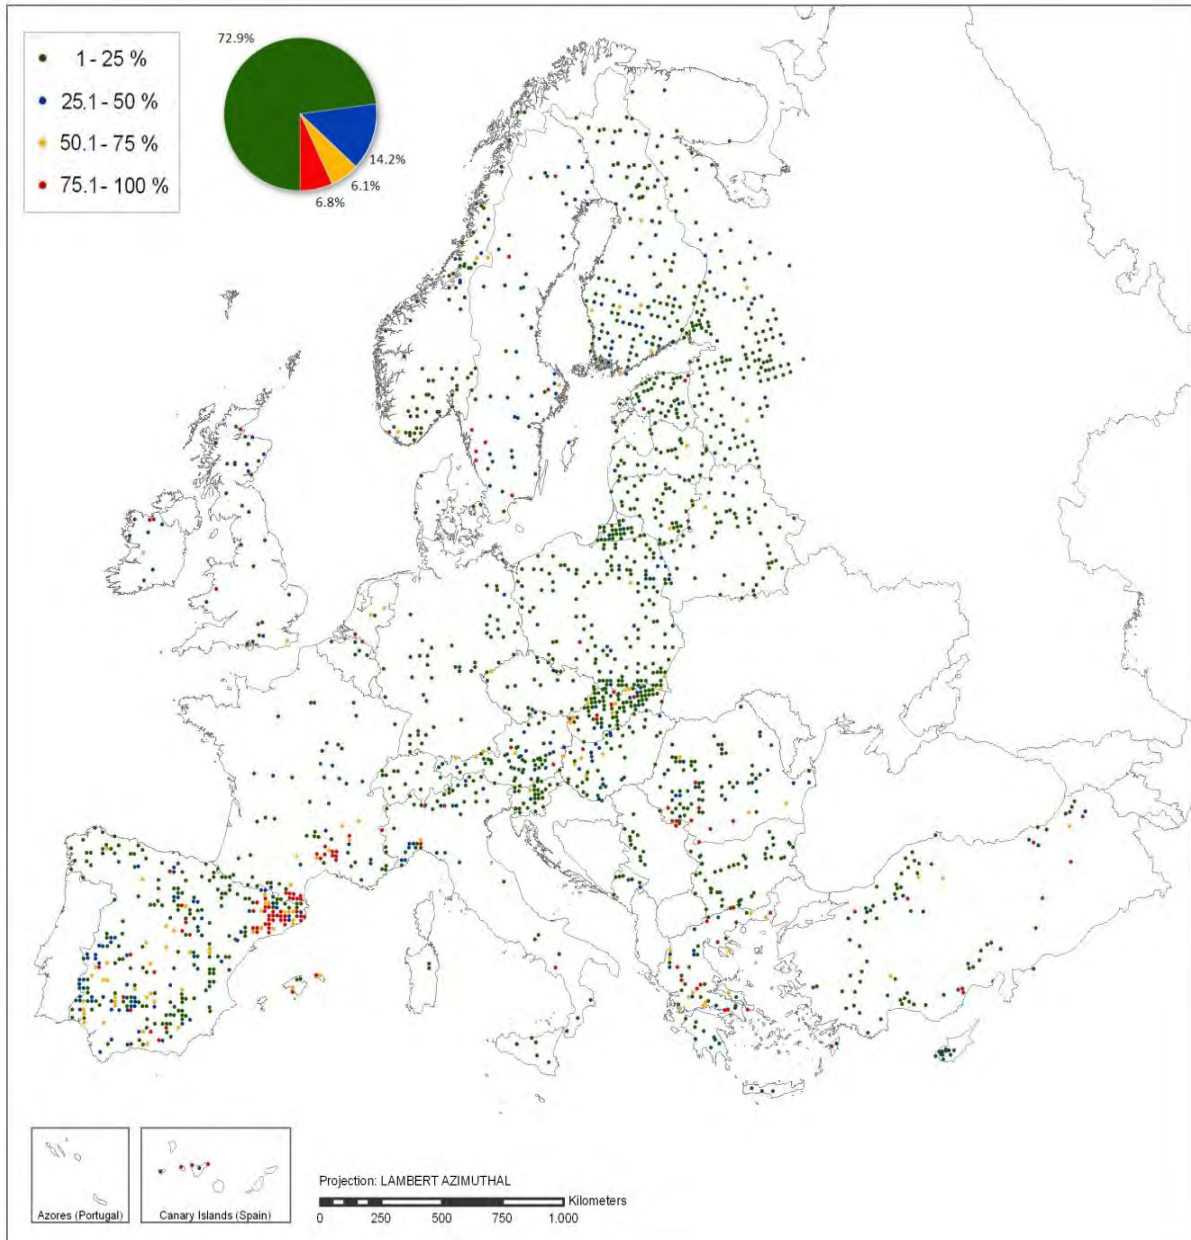 72.9%
1 - 25 %
25.1 - 50 %
50.1 - 75 %
75.1 - 100 %
14.2%
6.1%
6.8%
Projection: LAMBERT AZIMUTHAL
Kilometers
0 250 500 750 1.000
Azores (Portugal)
Canary Islands (Spain)